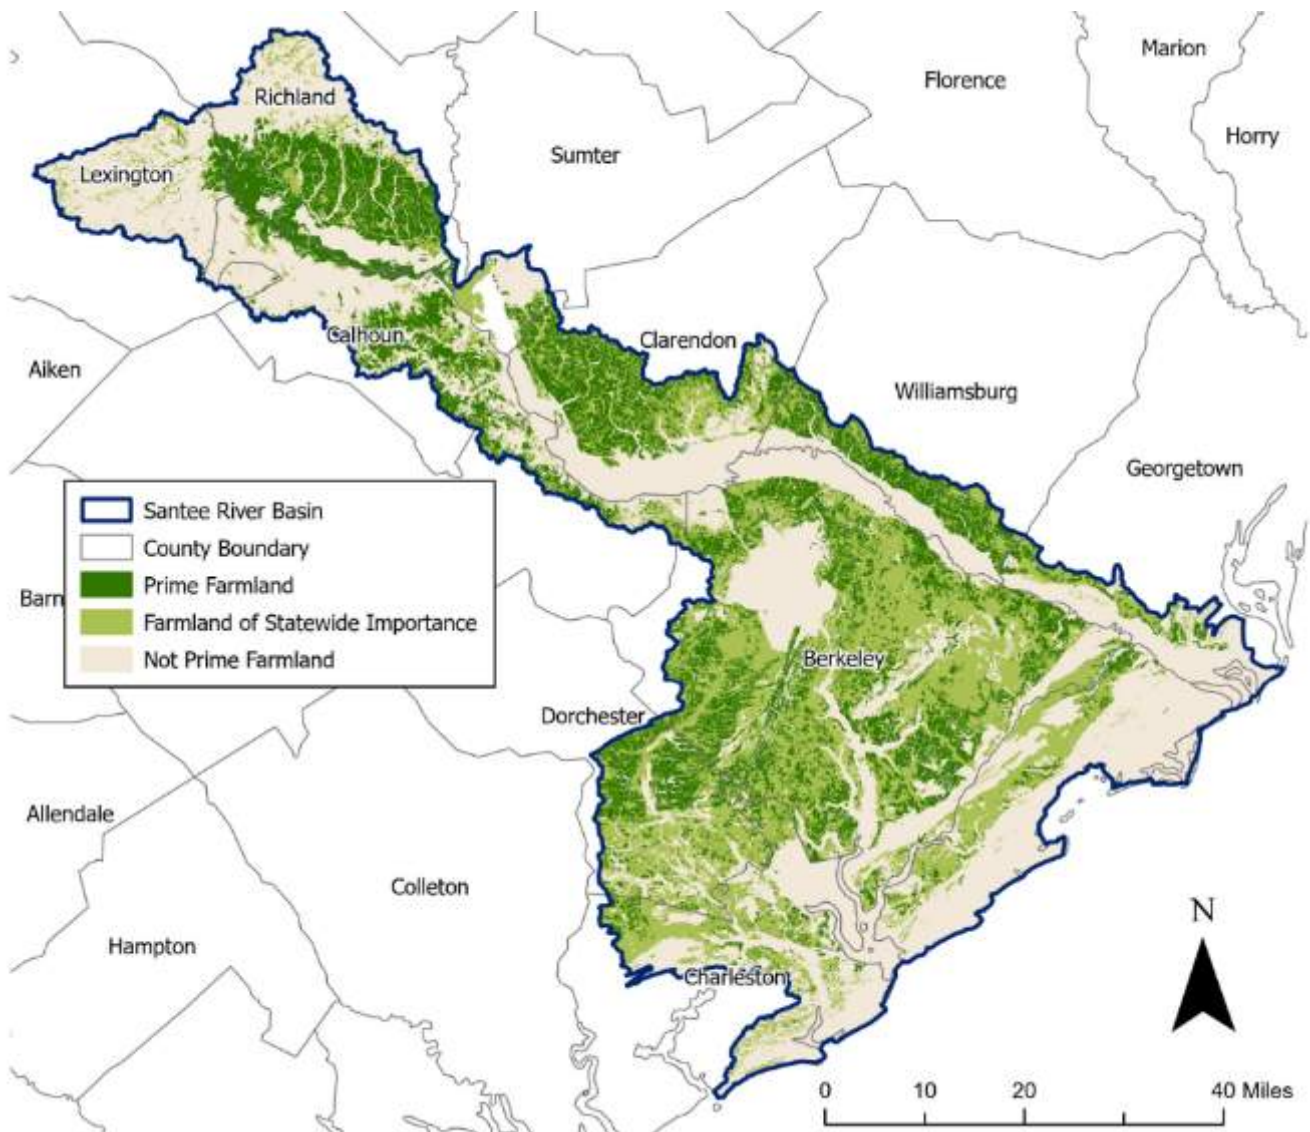 Marion
Florence
Horry
Richland
Sumter
Lexington
Calhoun
Clarendon
Aiken
Williamsburg
Georgetown
Santee River Basin
County Boundary
Prime Farmland
Barn
Farmland of Statewide Importance
Not Prime Farmland
Berkeley
Dorchester
Allendale
Colleton
N
Hampton
Charleston
0 10 20 40 Miles